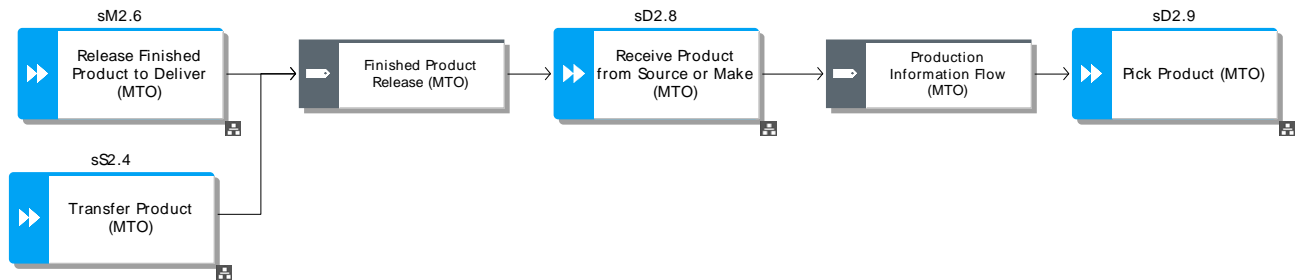 sM2.6
Release Finished
Product to Deliver
(MTO)
Finished Product
Release (MTO)
sD2.8
Receive Product
from Source or Make
(MTO)
Production
Information Flow
(MTO)
sD2.9
Pick Product (MTO)
sS2.4
Transfer Product
(MTO)